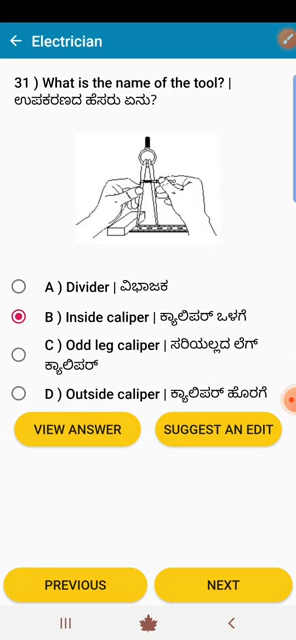 Electrician
31 ) What is the name of the tool? |
ಉಪಕರಣದ ಹೆಸರು ಏನು?
A ) Divider | ವಿಭಾಜಕ
B ) Inside caliper | ಕ್ಯಾಲಿಪರ್ ಒಳಗೆ
C ) Odd leg caliper | ಸರಿಯಲ್ಲದ ಲೆಗ್
ಕ್ಯಾಲಿಪರ್
D ) Outside caliper | ಕ್ಯಾಲಿಪರ್ ಹೊರಗೆ
VIEW ANSWER
SUGGEST AN EDIT
PREVIOUS
NEXT